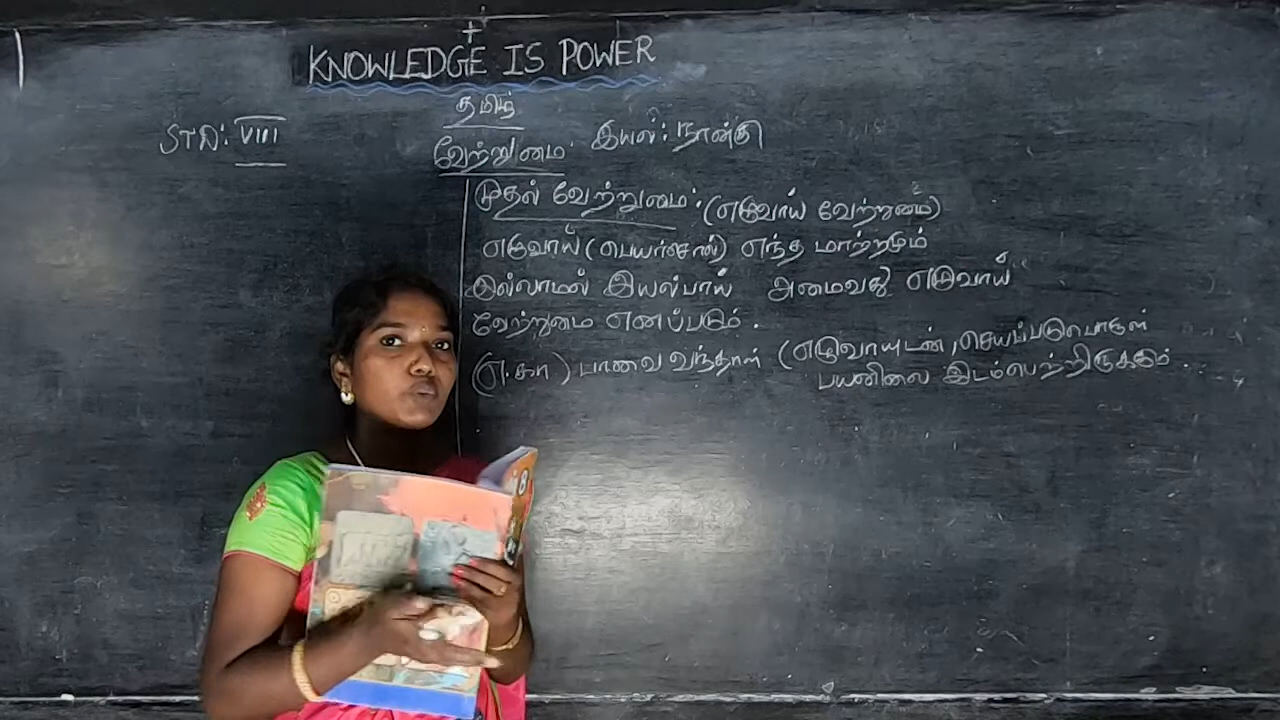 KNOWLEDGE IS POWER
தமிழ்
STD: VIII
வேற்றுமை இயல்: நான்கு
முதல் வேற்றுமை: (எழுவாய் வேற்றுமை)
எழுவாய் (பெயர்சொல்) எந்த மாற்றமும்
இல்லாமல் இயல்பாய் அமைவது எழுவாய்
வேற்றுமை எனப்படும்.
(எ.கா) பாவை வந்தாள் (எழுவாயுடன், செயப்படுபொருள்
பயனிலை இடம்பெற்றிருக்கும்
8